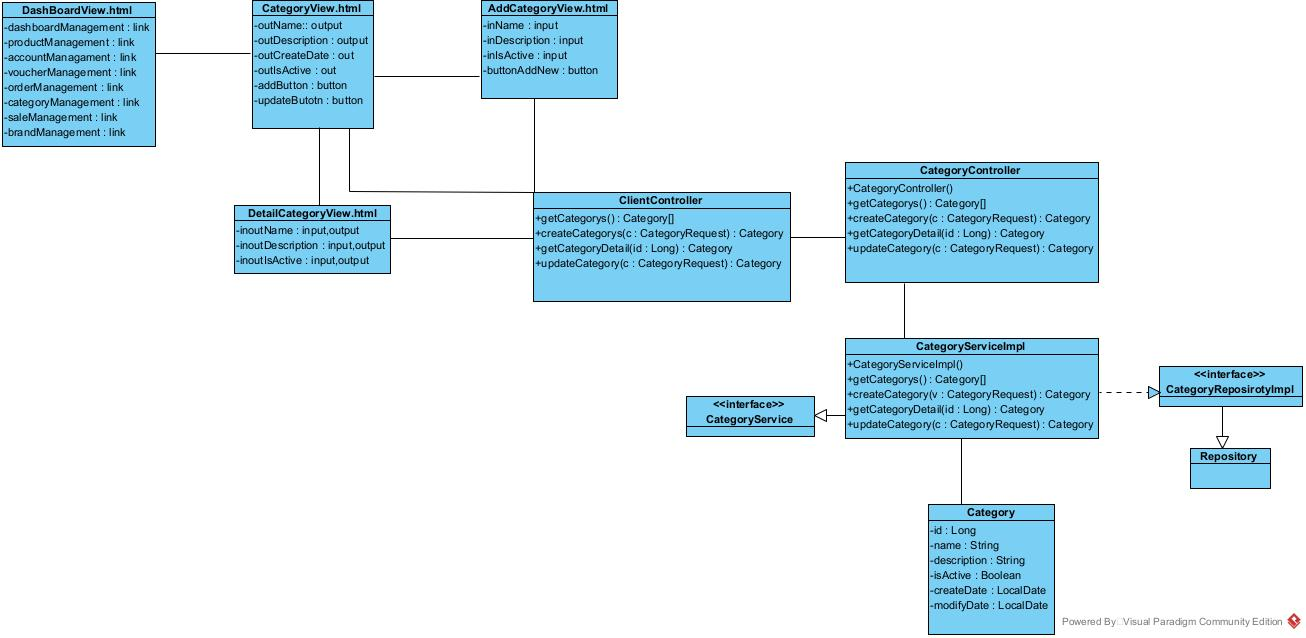 DashBoardView.html
-dashboardManagement : link
-productManagement : link
-accountManagament : link
-voucherManagement : link
-orderManagement : link
-categoryManagement : link
-saleManagement : link
-brandManagement : link
CategoryView.html
-outName:: output
-outDescription : output
-outCreateDate : out
-outIsActive : out
-addButton : button
-updateButotn : button
AddCategoryView.html
-inName : input
-inDescription : input
-inIsActive : input
-buttonAddNew : button
DetailCategoryView.html
-inoutName : input,output
-inoutDescription : input,output
-inoutIsActive : input,output
ClientController
+getCategorys() : Category[]
+createCategorys(c : CategoryRequest) : Category
+getCategoryDetail(id : Long) : Category
+updateCategory(c : CategoryRequest) : Category
CategoryController
+CategoryController()
+getCategorys() : Category[]
+createCategory(c : CategoryRequest) : Category
+getCategoryDetail(id : Long) : Category
+updateCategory(c : CategoryRequest) : Category
CategoryServiceImpl
+CategoryServiceImpl()
+getCategorys() : Category[]
+createCategory(v : CategoryRequest) : Category
+getCategoryDetail(id : Long) : Category
+updateCategory(c : CategoryRequest) : Category
<<interface>>
CategoryService
<<interface>>
CategoryReposirotyImpl
Repository
Category
-id : Long
-name : String
-description : String
-isActive : Boolean
-createDate : LocalDate
-modifyDate : LocalDate
Powered By Visual Paradigm Community Edition